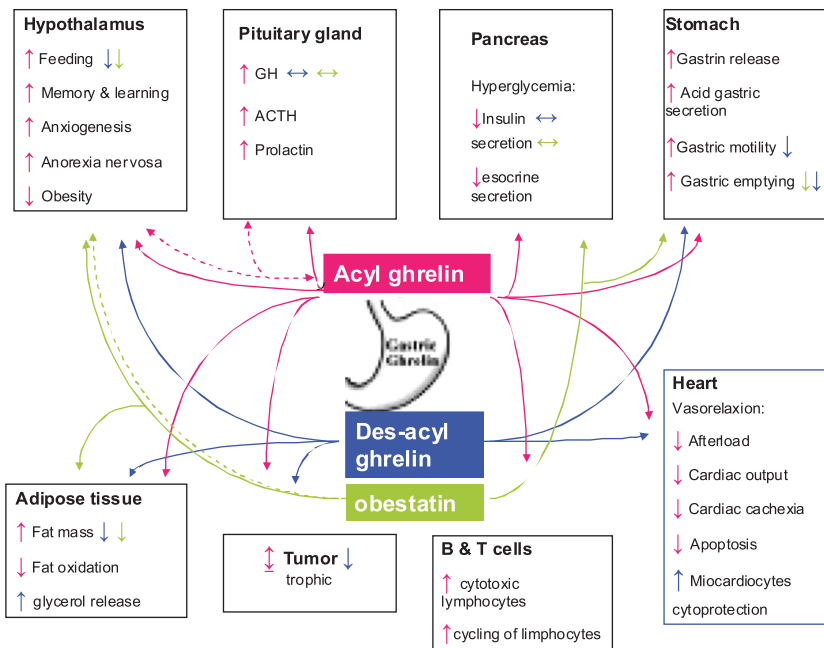 Hypothalamus
↑ Feeding ↓↓
↑ Memory & learning
↑ Anxiogenesis
↑ Anorexia nervosa
↓ Obesity
Pituitary gland
↑ GH ↔ ↔
↑ ACTH
↑ Prolactin
Pancreas
Hyperglycemia:
↓Insulin ↔
secretion ↔
↓esocrine
secretion
Stomach
↑Gastrin release
↑ Acid gastric
secretion
↑Gastric motility ↓
↑ Gastric emptying ↓↓
Acyl ghrelin
Gastric
Ghrelin
Des-acyl
ghrelin
obestatin
Heart
Vasorelaxion:
↓ Afterload
↓ Cardiac output
↓ Cardiac cachexia
↓ Apoptosis
↑ Miocardiocytes
cytoprotection
Adipose tissue
↑ Fat mass ↓ ↓
↓ Fat oxidation
↑ glycerol release
↕ Tumor ↓
trophic
B & T cells
↑ cytotoxic
lymphocytes
↑cycling of limphocytes